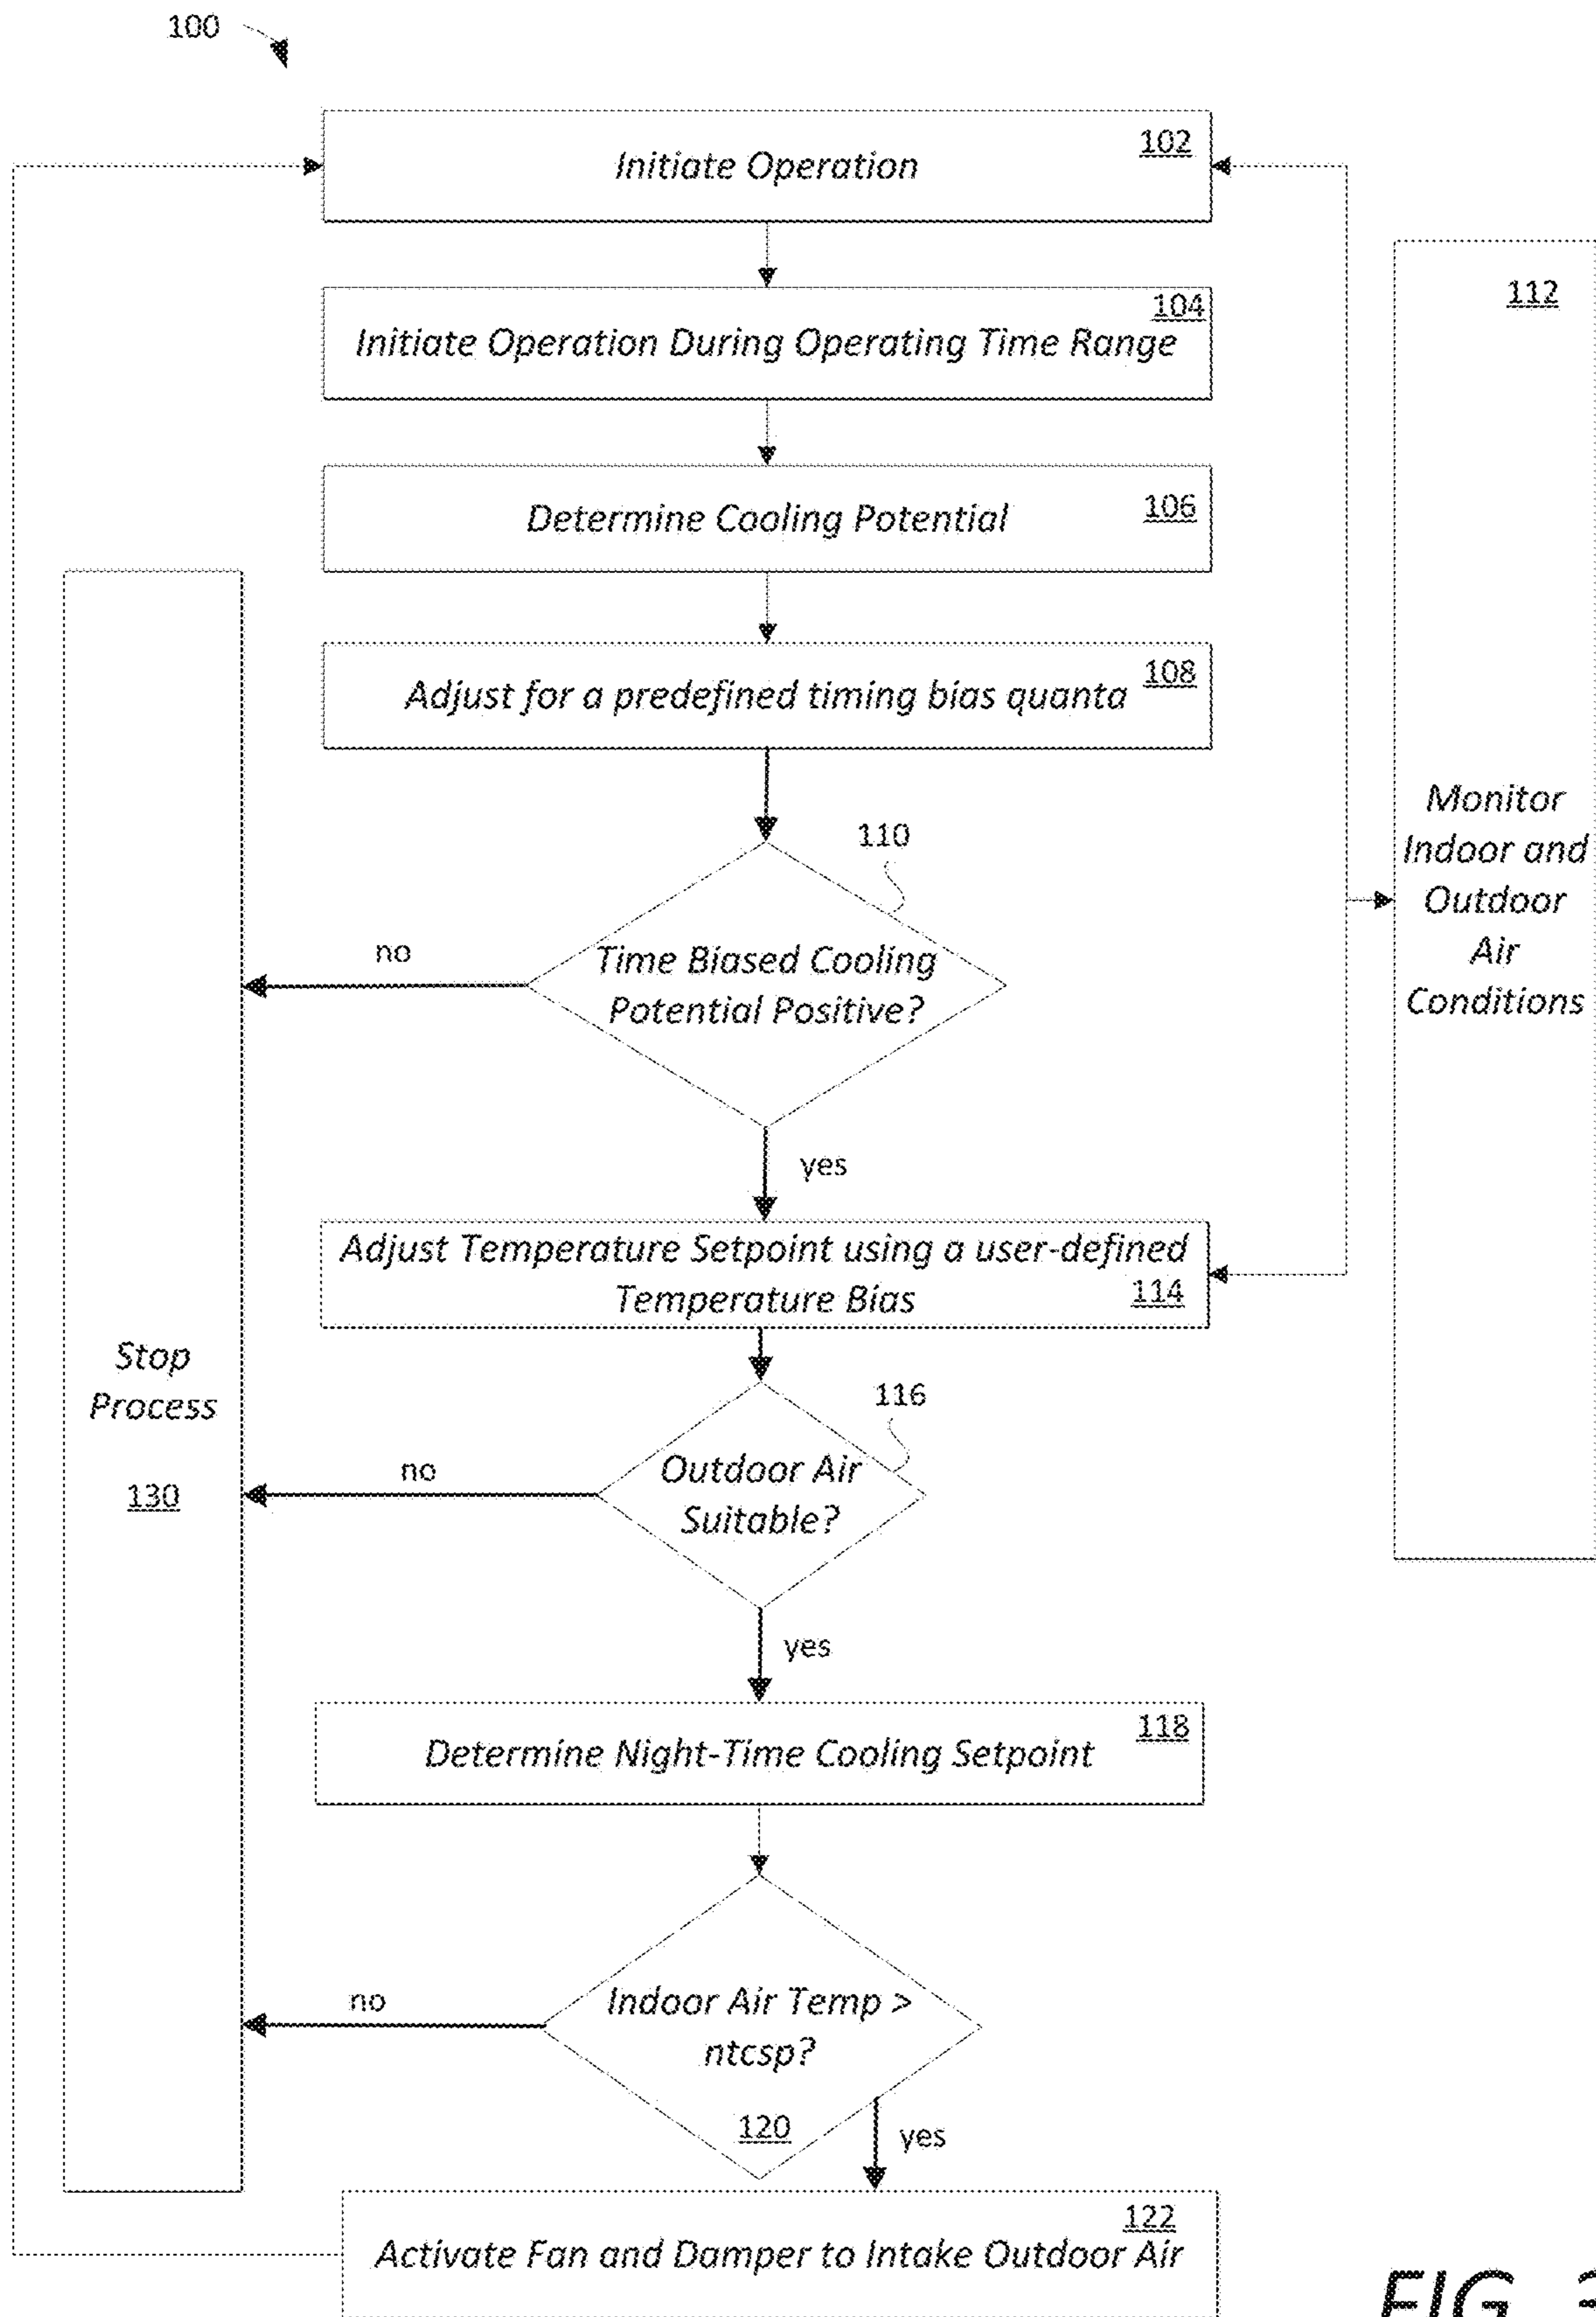 100
102
Initiate Operation
104
Initiate Operation During Operating Time Range
Determine Cooling Potential
106
108
Adjust for a predefined timing bias quanta
110
Time Biased Cooling
Potential Positive?
no
yes
112
Monitor
Indoor and
Outdoor
Air
Conditions
Adjust Temperature Setpoint using a user-defined
Temperature Bias
114
116
Outdoor Air
Suitable?
no
yes
Stop
Process
130
118
Determine Night-Time Cooling Setpoint
Indoor Air Temp >
ntcsp?
120
no
yes
122
Activate Fan and Damper to Intake Outdoor Air
FIG.